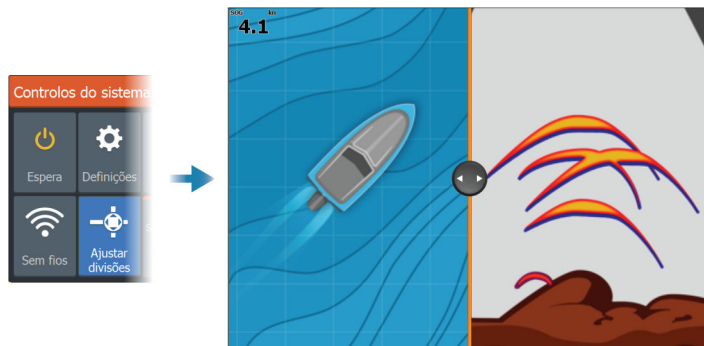 Controlos do sistema
Espera
Definições
Sem fios
Ajustar
divisões
SOG kn
4.1